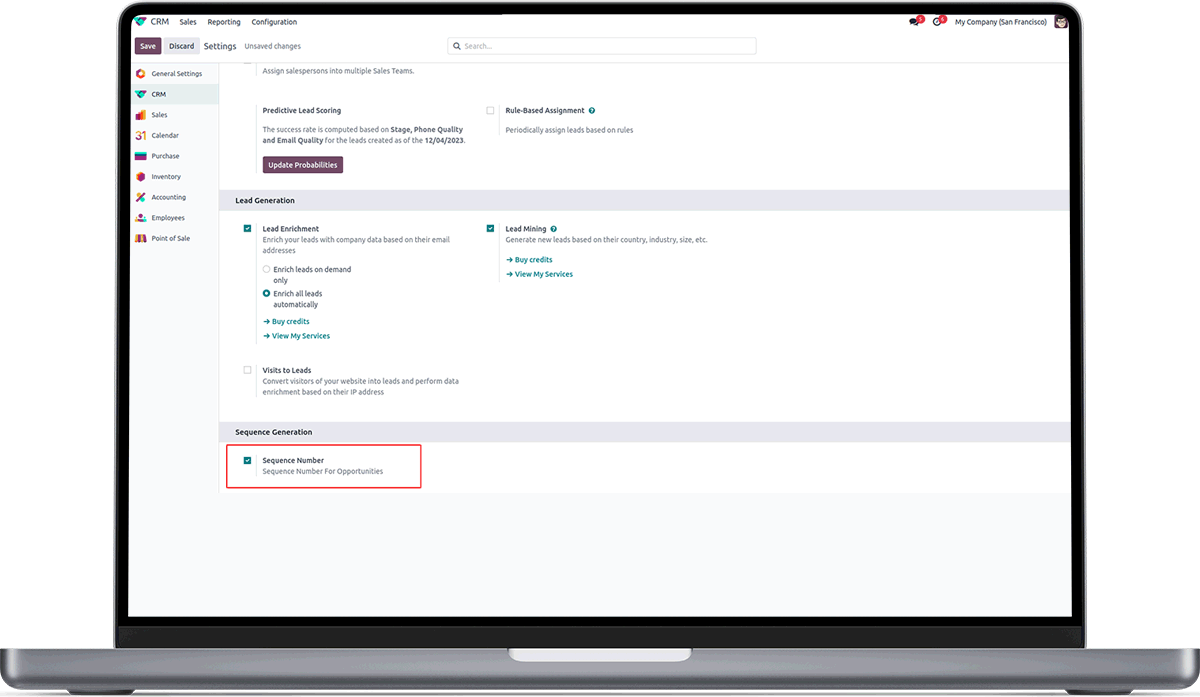 CRM Sales Reporting Configuration
5 6 My Company (San Francisco)
Save Discard Settings Unsaved changes
Search...
General Settings
CRM
Sales
31 Calendar
Purchase
Inventory
Accounting
Employees
Point of Sale
Assign salespersons into multiple Sales Teams.
Predictive Lead Scoring
The success rate is computed based on Stage, Phone Quality
and Email Quality for the leads created as of the 12/04/2023.
Update Probabilities
Rule-Based Assignment ?
Periodically assign leads based on rules
Lead Generation
Lead Enrichment
Enrich your leads with company data based on their email
addresses
Enrich leads on demand
only
Enrich all leads
automatically
→ Buy credits
→ View My Services
Lead Mining ?
Generate new leads based on their country, industry, size, etc.
→ Buy credits
→ View My Services
Visits to Leads
Convert visitors of your website into leads and perform data
enrichment based on their IP address
Sequence Generation
Sequence Number
Sequence Number For Opportunities